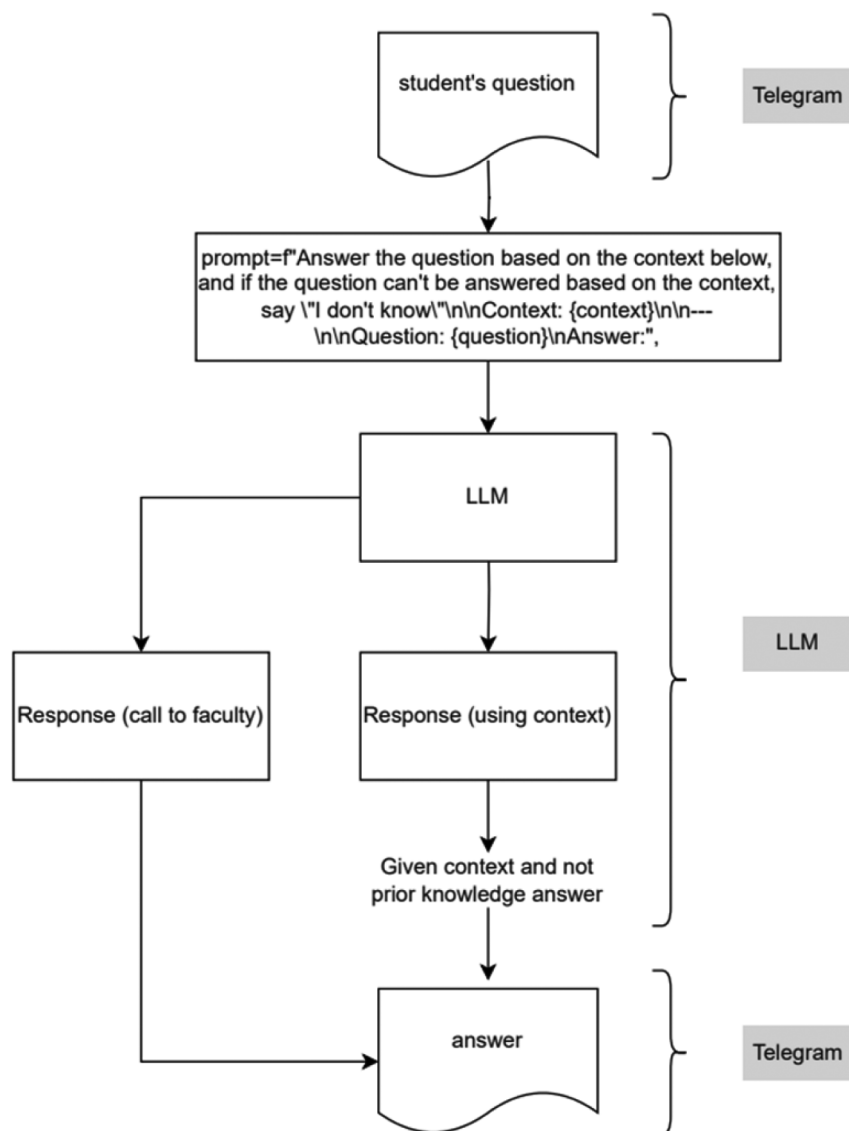 student's question
Telegram
prompt=f"Answer the question based on the context below,
and if the question can't be answered based on the context,
say \"I don't know\"\n\nContext: {context}\n\n---
\n\nQuestion: {question}\nAnswer:",
LLM
LLM
Response (call to faculty)
Response (using context)
Given context and not
prior knowledge answer
answer
Telegram